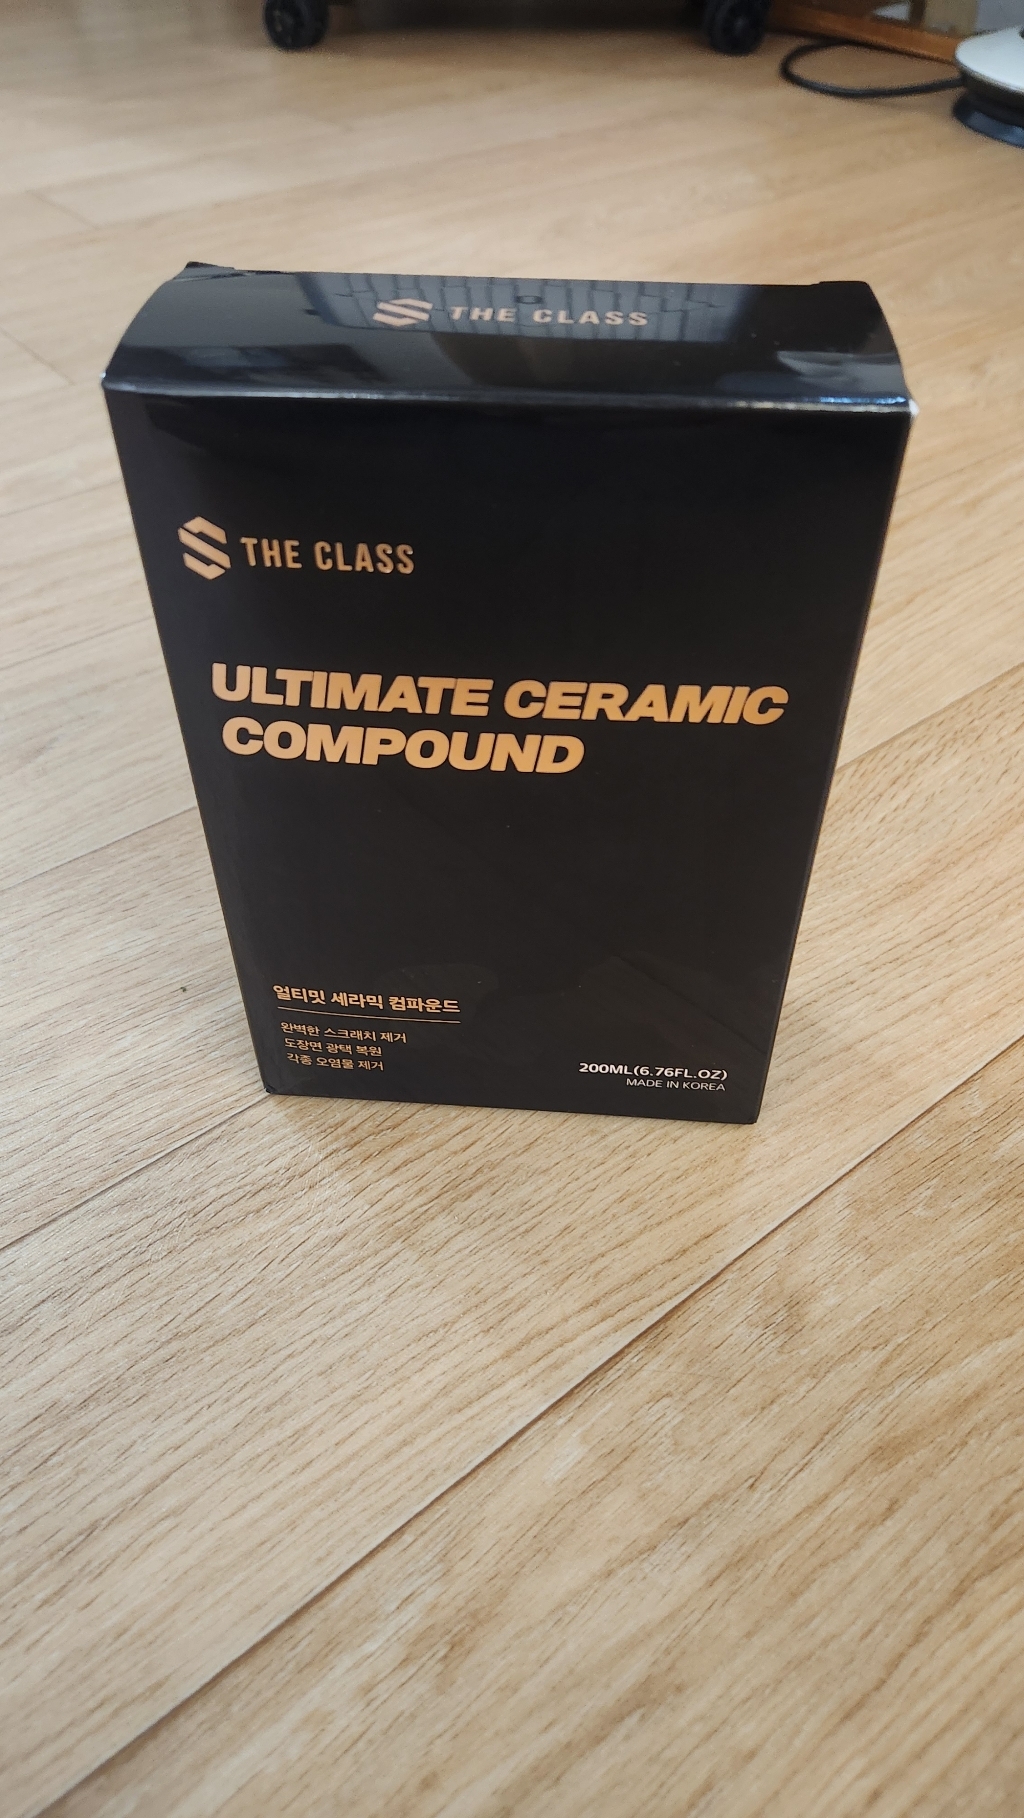 THE CLASS
THE CLASS
ULTIMATE CERAMIC
COMPOUND
얼티밋 세라믹 컴파운드
완벽한 스크래치 제거
도장면 광택 복원
각종 오염물 제거
200ML(6.76FL.OZ)
MADE IN KOREA